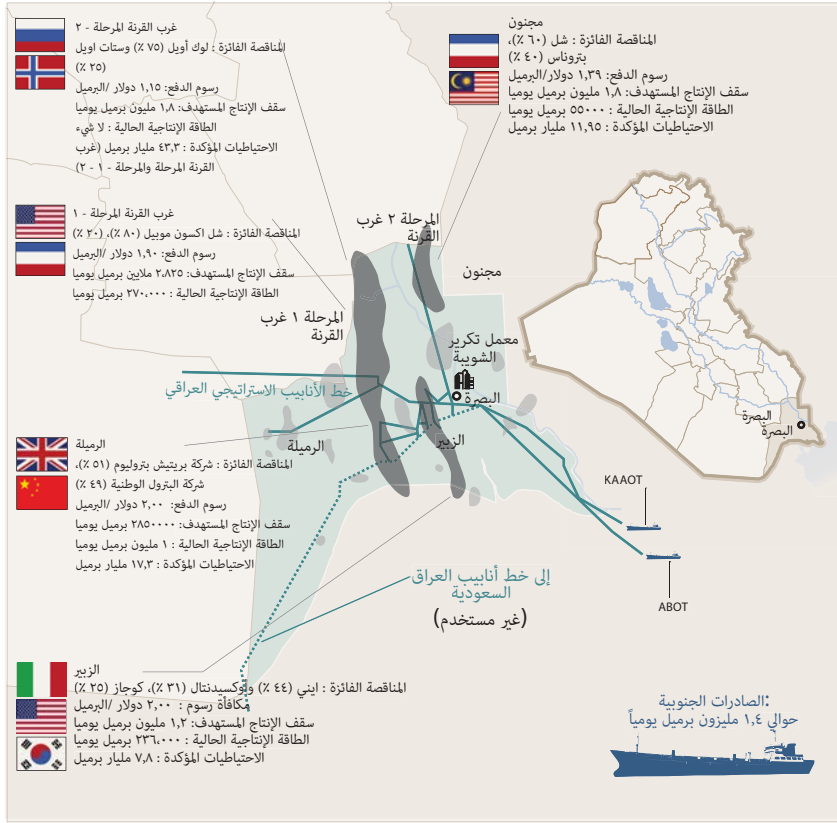 غرب القرنة المرحلة - ٢
المناقصة الفائزة : لوك أويل (٧٥ ٪) وستات اويل
(٢٥ ٪)
رسوم الدفع: ١,١٥ دولار /البرميل
سقف الإنتاج المستهدف: ١,٨ مليون برميل يوميا
الطاقة الإنتاجية الحالية : لا شيء
الاحتياطيات المؤكدة : ٤٣,٣ مليار برميل (غرب
القرنة المرحلة والمرحلة - ١ - ٢)
مجنون
المناقصة الفائزة : شل (٦٠ ٪)،
بتروناس (٤٠ ٪)
رسوم الدفع: ١,٣٩ دولار/البرميل
سقف الإنتاج المستهدف: ١,٨ مليون برميل يوميا
الطاقة الإنتاجية الحالية : ٥٥٠٠٠ برميل يوميا
الاحتياطيات المؤكدة : ١١,٩٥ مليار برميل
غرب القرنة المرحلة - ١
المناقصة الفائزة : شل اكسون موبيل (٨٠ ٪)، (٢٠ ٪)
رسوم الدفع: ١,٩٠ دولار /البرميل
سقف الإنتاج المستهدف: ٢,٨٢٥ ملايين برميل يوميا
الطاقة الإنتاجية الحالية : ٢٧٠,٠٠٠ برميل يوميا
المرحلة ٢ غرب
القرنة
مجنون
المرحلة ١ غرب
القرنة
معمل تكرير
الشويبة
البصرة
خط الأنابيب الاستراتيجي العراقي
الرميلة
الزبير
البصرة
البصرة
KAAOT
ABOT
الرميلة
المناقصة الفائزة : شركة بريتيش بتروليوم (٥١ ٪)،
شركة البترول الوطنية (٤٩ ٪)
رسوم الدفع: ٢,٠٠ دولار /البرميل
سقف الإنتاج المستهدف: ٢٨٥٠٠٠٠ برميل يوميا
الطاقة الإنتاجية الحالية : ١ مليون برميل يوميا
الاحتياطيات المؤكدة : ١٧,٣ مليار برميل
إلى خط أنابيب العراق
السعودية
(غير مستخدم)
الزبير
المناقصة الفائزة : ايني (٤٤ ٪) وأوكسيدنتال (٣١ ٪)، كوجاز (٢٥ ٪)
مكافأة رسوم : ٢,٠٠ دولار /البرميل
سقف الإنتاج المستهدف: ١,٢ مليون برميل يوميا
الطاقة الإنتاجية الحالية : ٢٣٦,٠٠٠ برميل يوميا
الاحتياطيات المؤكدة : ٧,٨ مليار برميل
الصادرات الجنوبية:
حوالي ١,٤ مليزون برميل يومياً